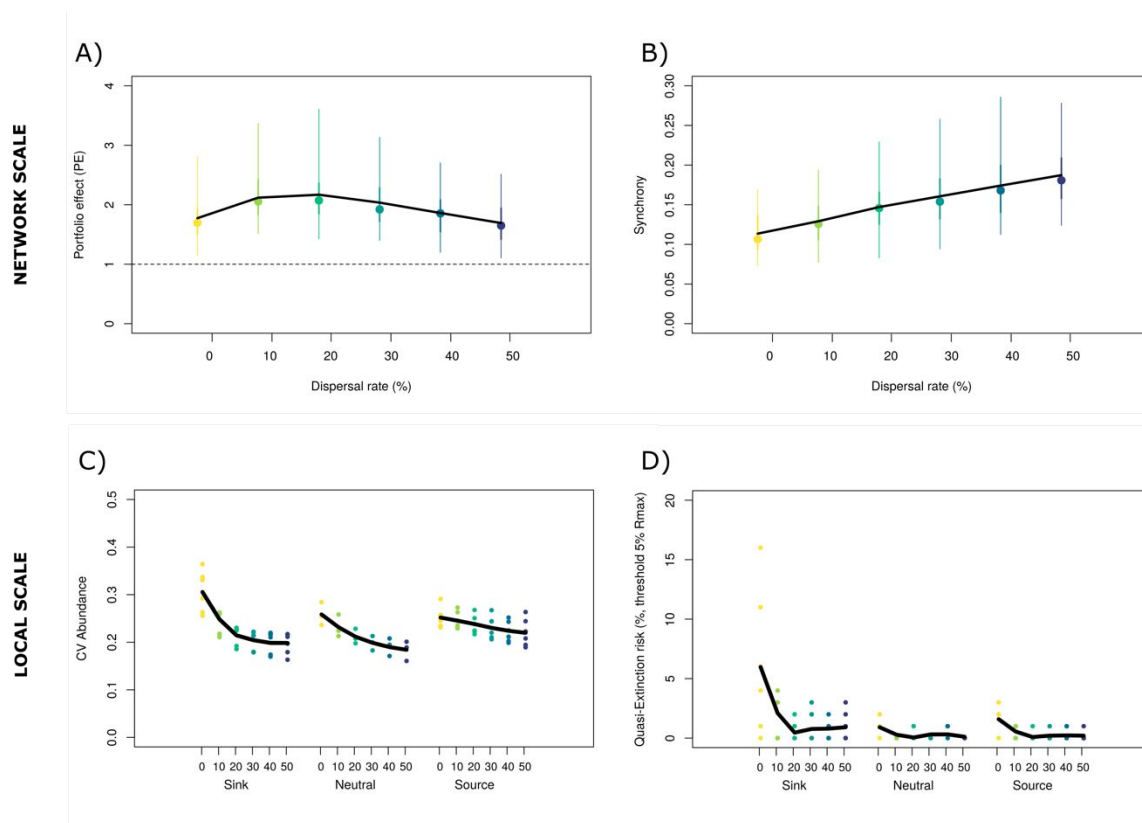 NETWORK SCALE
A)
Portfolio effect (PE)
4
3
2
1
0
0 10 20 30 40 50
Dispersal rate (%)
B)
Synchrony
0.30
0.25
0.20
0.15
0.10
0.05
0.00
0 10 20 30 40 50
Dispersal rate (%)
LOCAL SCALE
C)
CV Abundance
0.5
0.4
0.3
0.2
0.1
0.0
0 10 20 30 40 50 0 10 20 30 40 50 0 10 20 30 40 50
Sink Neutral Source
D)
Quasi-Extinction risk (%, threshold 5% Rmax)
20
15
10
5
0
0 10 20 30 40 50 0 10 20 30 40 50 0 10 20 30 40 50
Sink Neutral Source